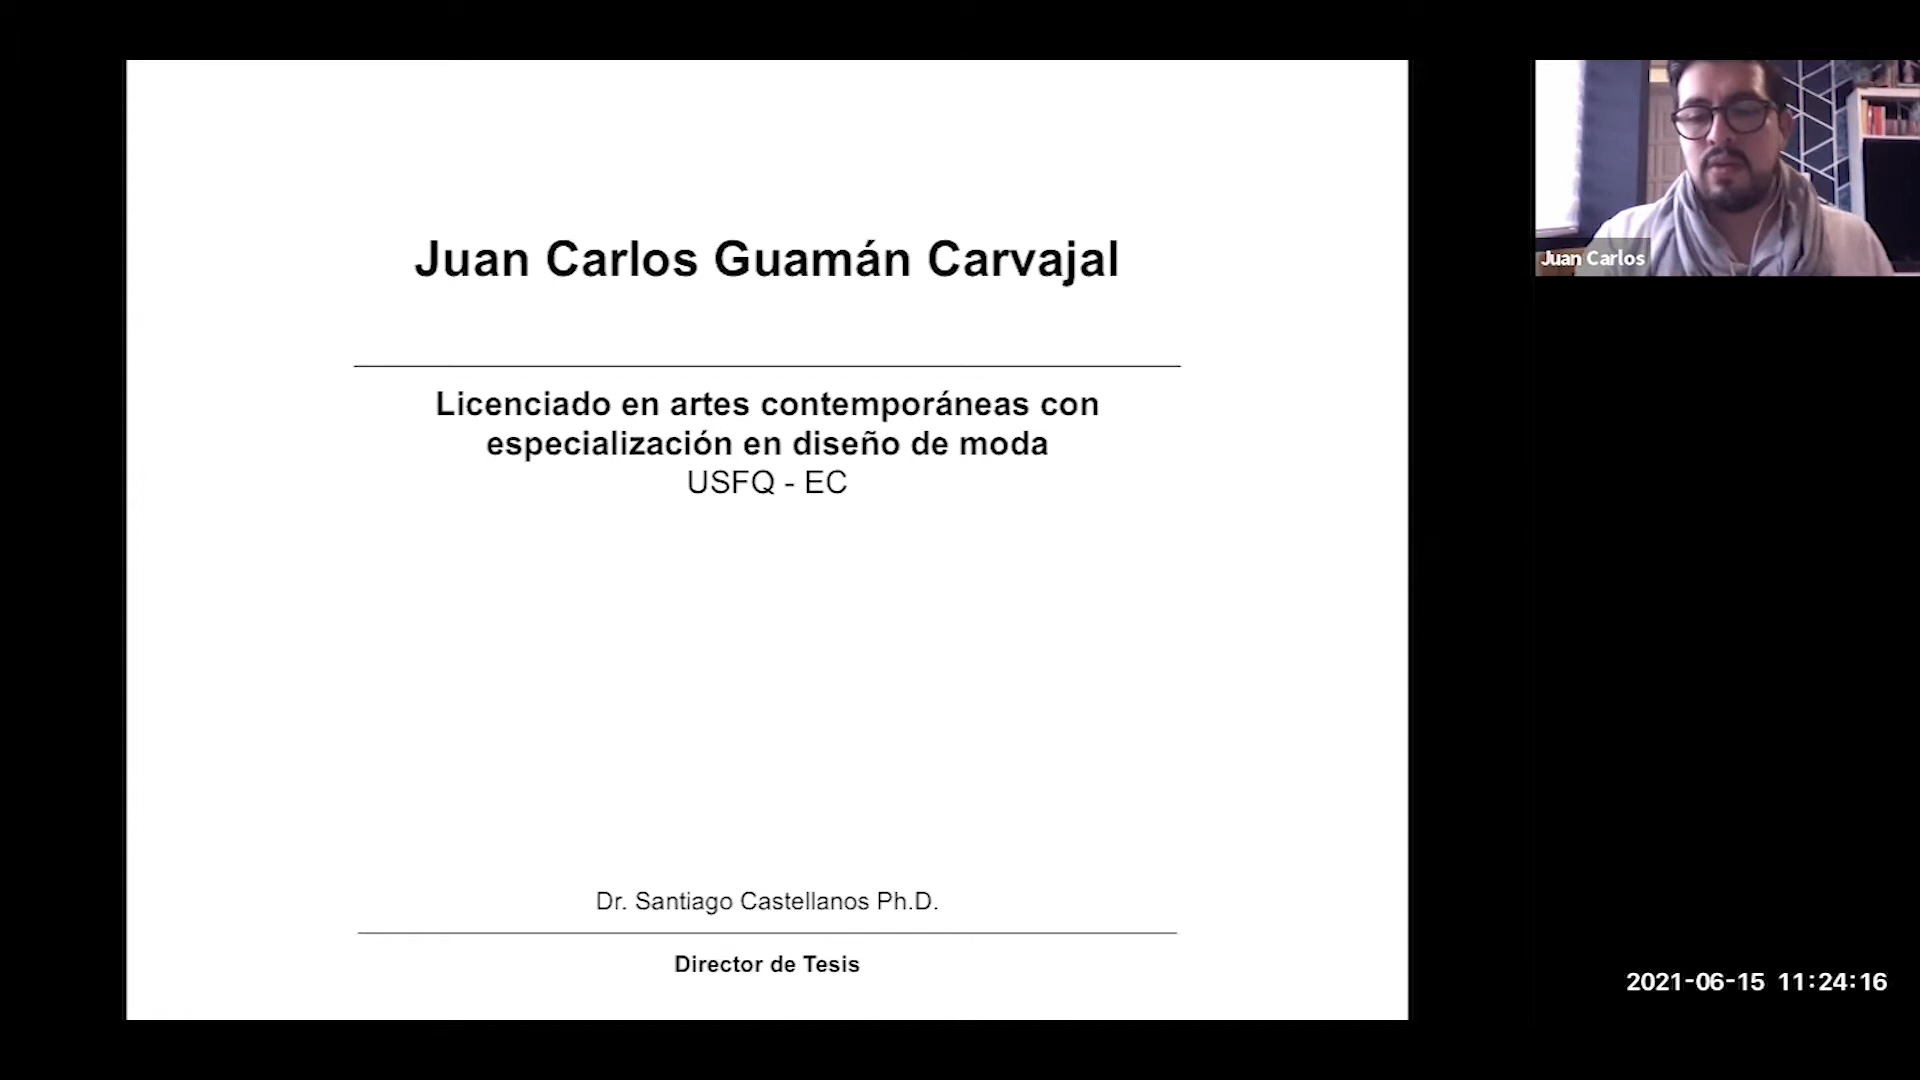 Juan Carlos Guamán Carvajal
Licenciado en artes contemporáneas con
especialización en diseño de moda
USFQ - EC
Dr. Santiago Castellanos Ph.D.
Director de Tesis
Juan Carlos
2021-06-15 11:24:16